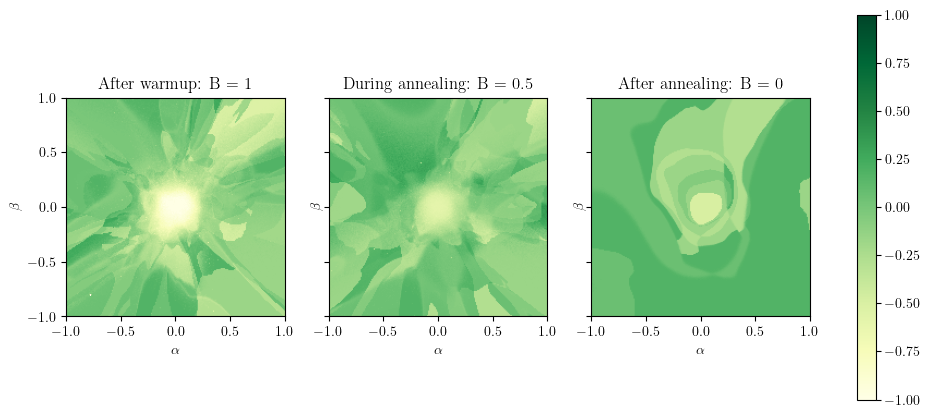 After warmup: B = 1
During annealing: B = 0.5
After annealing: B = 0
1.0
0.5
0.0
−0.5
−1.0
β
β
β
−1.0 −0.5 0.0 0.5 1.0
−1.0 −0.5 0.0 0.5 1.0
−1.0 −0.5 0.0 0.5 1.0
α
α
α
1.00
0.75
0.50
0.25
0.00
−0.25
−0.50
−0.75
−1.00